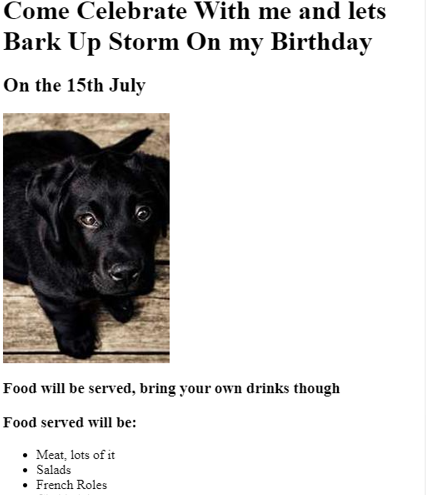 Come Celebrate With me and lets
Bark Up Storm On my Birthday
On the 15th July
Food will be served, bring your own drinks though
Food served will be:
Meat, lots of it
Salads
French Roles